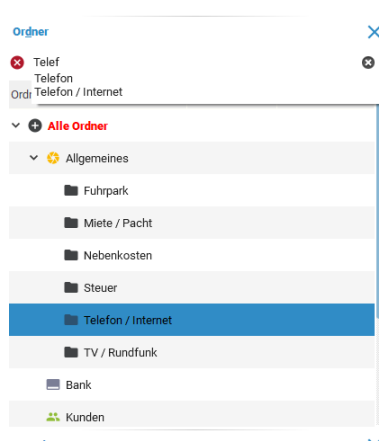 Ordner
Telef
Telefon
Telefon / Internet
Ordr
Alle Ordner
Allgemeines
Fuhrpark
Miete / Pacht
Nebenkosten
Steuer
Telefon / Internet
TV / Rundfunk
Bank
Kunden